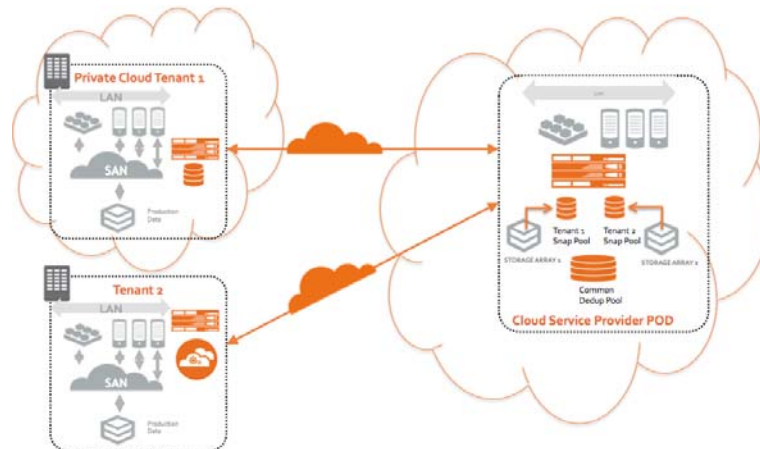 Private Cloud Tenant 1
LAN
SAN
Production
Data
Tenant 2
LAN
SAN
Production
Data
LAN
Tenant 1
Snap Pool
Tenant 2
Snap Pool
STORAGE ARRAY 1
STORAGE ARRAY 2
Common
Dedup Pool
Cloud Service Provider POD